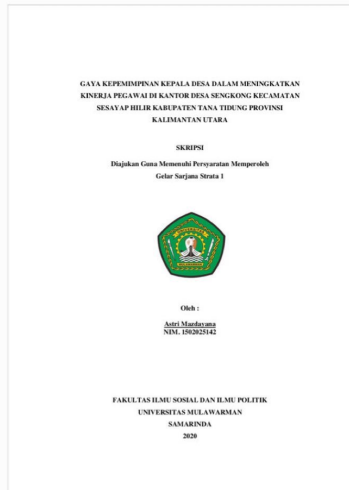 GAYA KEPEMIMPINAN KEPALA DESA DALAM MENINGKATKAN
KINERJA PEGAWAI DI KANTOR DESA SENGKONG KECAMATAN
SESAYAP HILIR KABUPATEN TANA TIDUNG PROVINSI
KALIMANTAN UTARA
SKRIPSI
Diajukan Guna Memenuhi Persyaratan Memperoleh
Gelar Sarjana Strata 1
Oleh :
Astri Mazdayana
NIM. 1502025142
FAKULTAS ILMU SOSIAL DAN ILMU POLITIK
UNIVERSITAS MULAWARMAN
SAMARINDA
2020